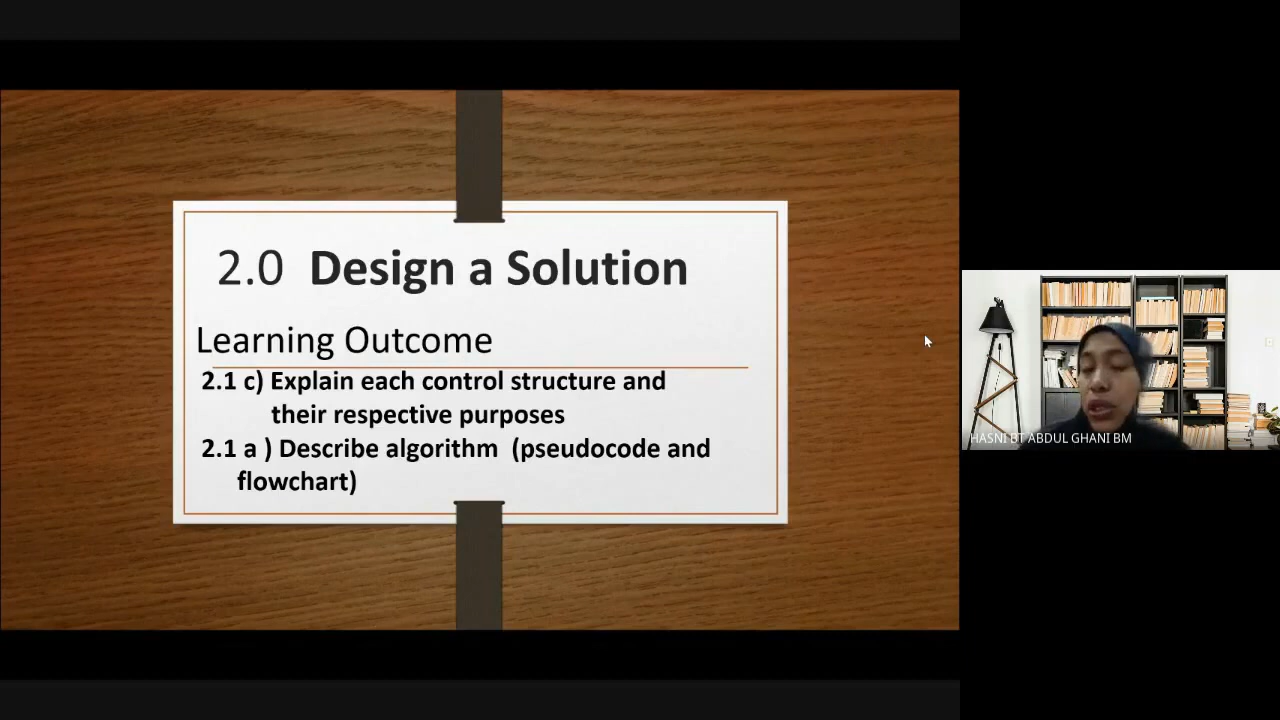 2.0 Design a Solution
Learning Outcome
2.1 c) Explain each control structure and
their respective purposes
2.1 a ) Describe algorithm (pseudocode and
flowchart)
HASNI BT ABDUL GHANI BM